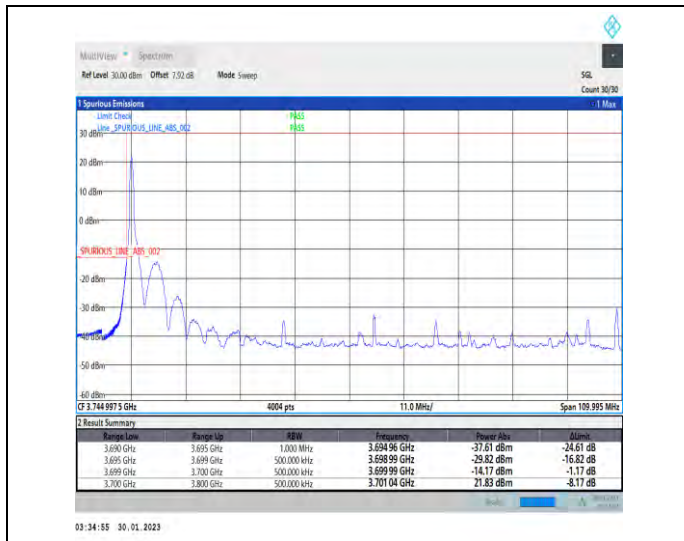 MultiView Spectrum
Ref Level 30.00 dBm Offset 7.92 dB Mode Sweep SGL
Count 30/30
1 Spurious Emissions 1 Max
Limit Check PASS
Line _SPURIOUS_LINE_ABS_002 PASS
30 dBm
20 dBm
10 dBm
0 dBm
_SPURIOUS_LINE_ABS_002
-20 dBm
-30 dBm
-50 dBm
-60 dBm
CF 3.744 997 5 GHz 4004 pts 11.0 MHz/ Span 109.995 MHz
2 Result Summary
Range Low Range Up RBW Frequency Power Abs ΔLimit
3.690 GHz 3.695 GHz 1.000 MHz 3.694 96 GHz -37.61 dBm -24.61 dB
3.695 GHz 3.699 GHz 500.000 kHz 3.698 99 GHz -29.82 dBm -16.82 dB
3.699 GHz 3.700 GHz 500.000 kHz 3.699 99 GHz -14.17 dBm -1.17 dB
3.700 GHz 3.800 GHz 500.000 kHz 3.701 04 GHz 21.83 dBm -8.17 dB
03:34:55 30.01.2023